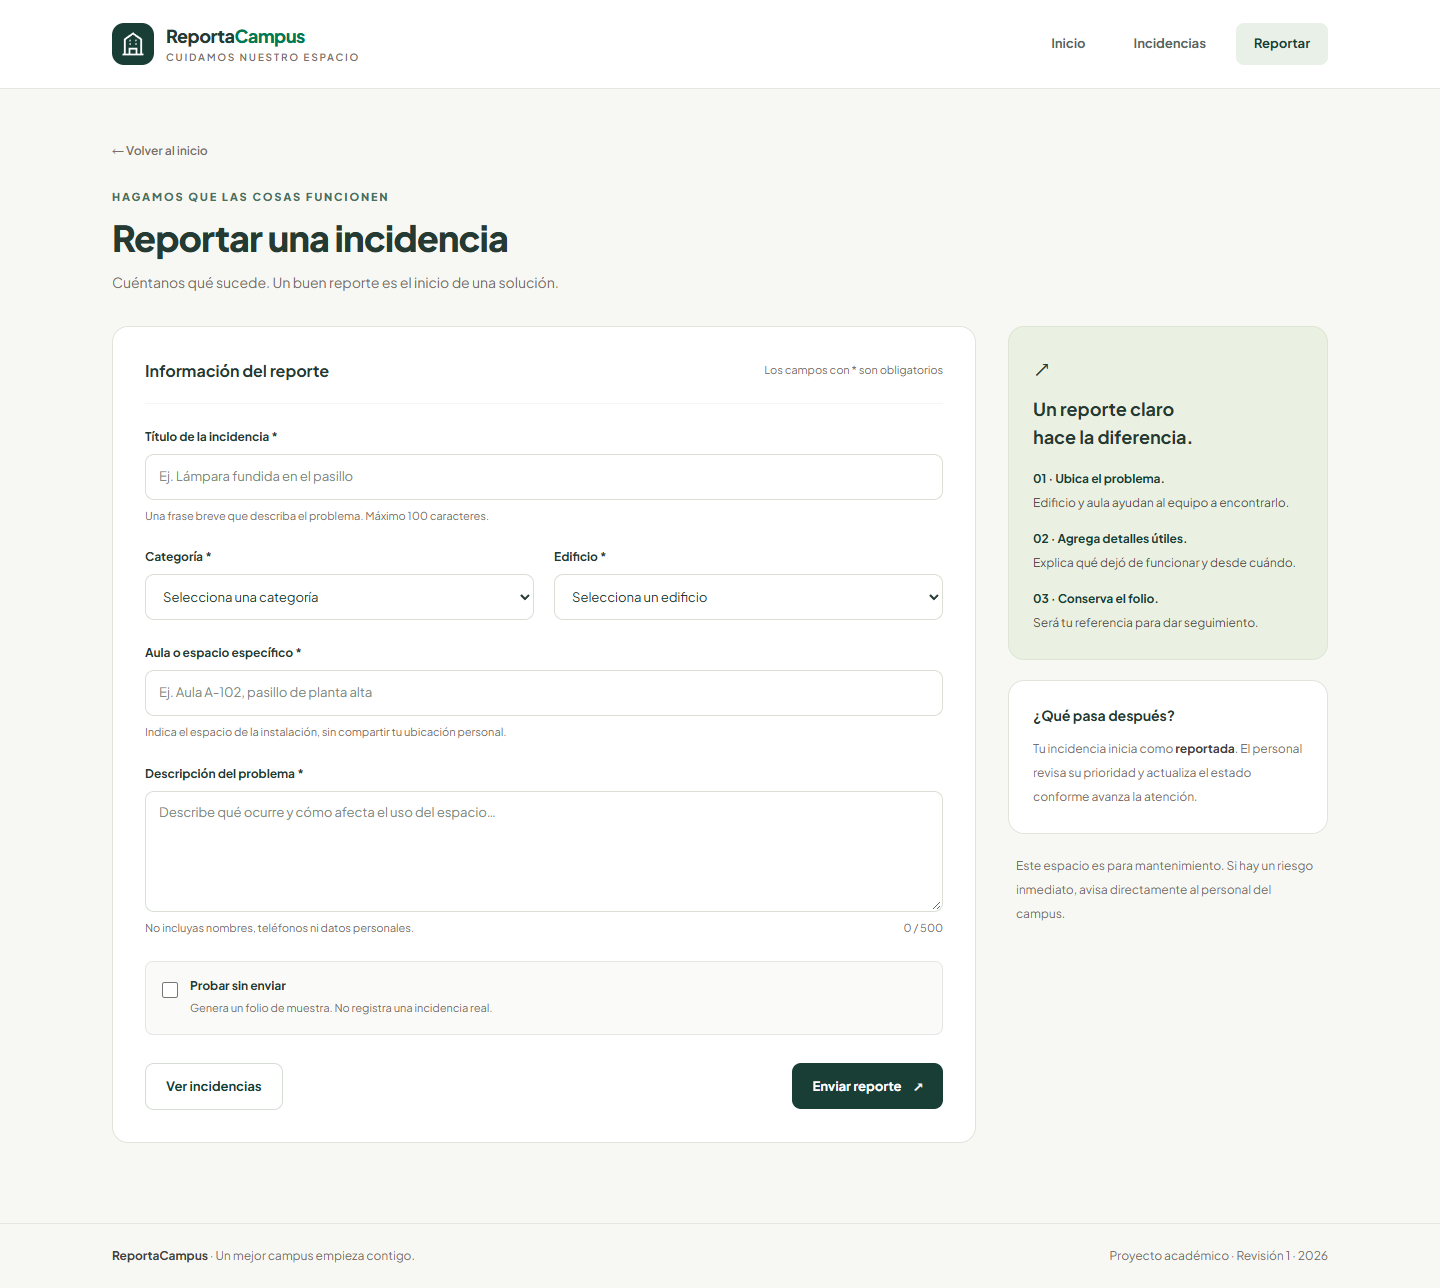 ReportaCampus
CUIDAMOS NUESTRO ESPACIO
Inicio
Incidencias
Reportar
← Volver al inicio
HAGAMOS QUE LAS COSAS FUNCIONEN
Reportar una incidencia
Cuéntanos qué sucede. Un buen reporte es el inicio de una solución.
Información del reporte
Los campos con * son obligatorios
Título de la incidencia *
Ej. Lámpara fundida en el pasillo
Una frase breve que describa el problema. Máximo 100 caracteres.
Categoría *
Edificio *
Selecciona una categoría
Selecciona un edificio
Aula o espacio específico *
Ej. Aula A-102, pasillo de planta alta
Indica el espacio de la instalación, sin compartir tu ubicación personal.
Descripción del problema *
Describe qué ocurre y cómo afecta el uso del espacio...
No incluyas nombres, teléfonos ni datos personales.
0 / 500
Probar sin enviar
Genera un folio de muestra. No registra una incidencia real.
Ver incidencias
Enviar reporte ↗
↗
Un reporte claro
hace la diferencia.
01 · Ubica el problema.
Edificio y aula ayudan al equipo a encontrarlo.
02 · Agrega detalles útiles.
Explica qué dejó de funcionar y desde cuándo.
03 · Conserva el folio.
Será tu referencia para dar seguimiento.
¿Qué pasa después?
Tu incidencia inicia como reportada. El personal
revisa su prioridad y actualiza el estado
conforme avanza la atención.
Este espacio es para mantenimiento. Si hay un riesgo
inmediato, avisa directamente al personal del
campus.
ReportaCampus · Un mejor campus empieza contigo.
Proyecto académico · Revisión 1 · 2026